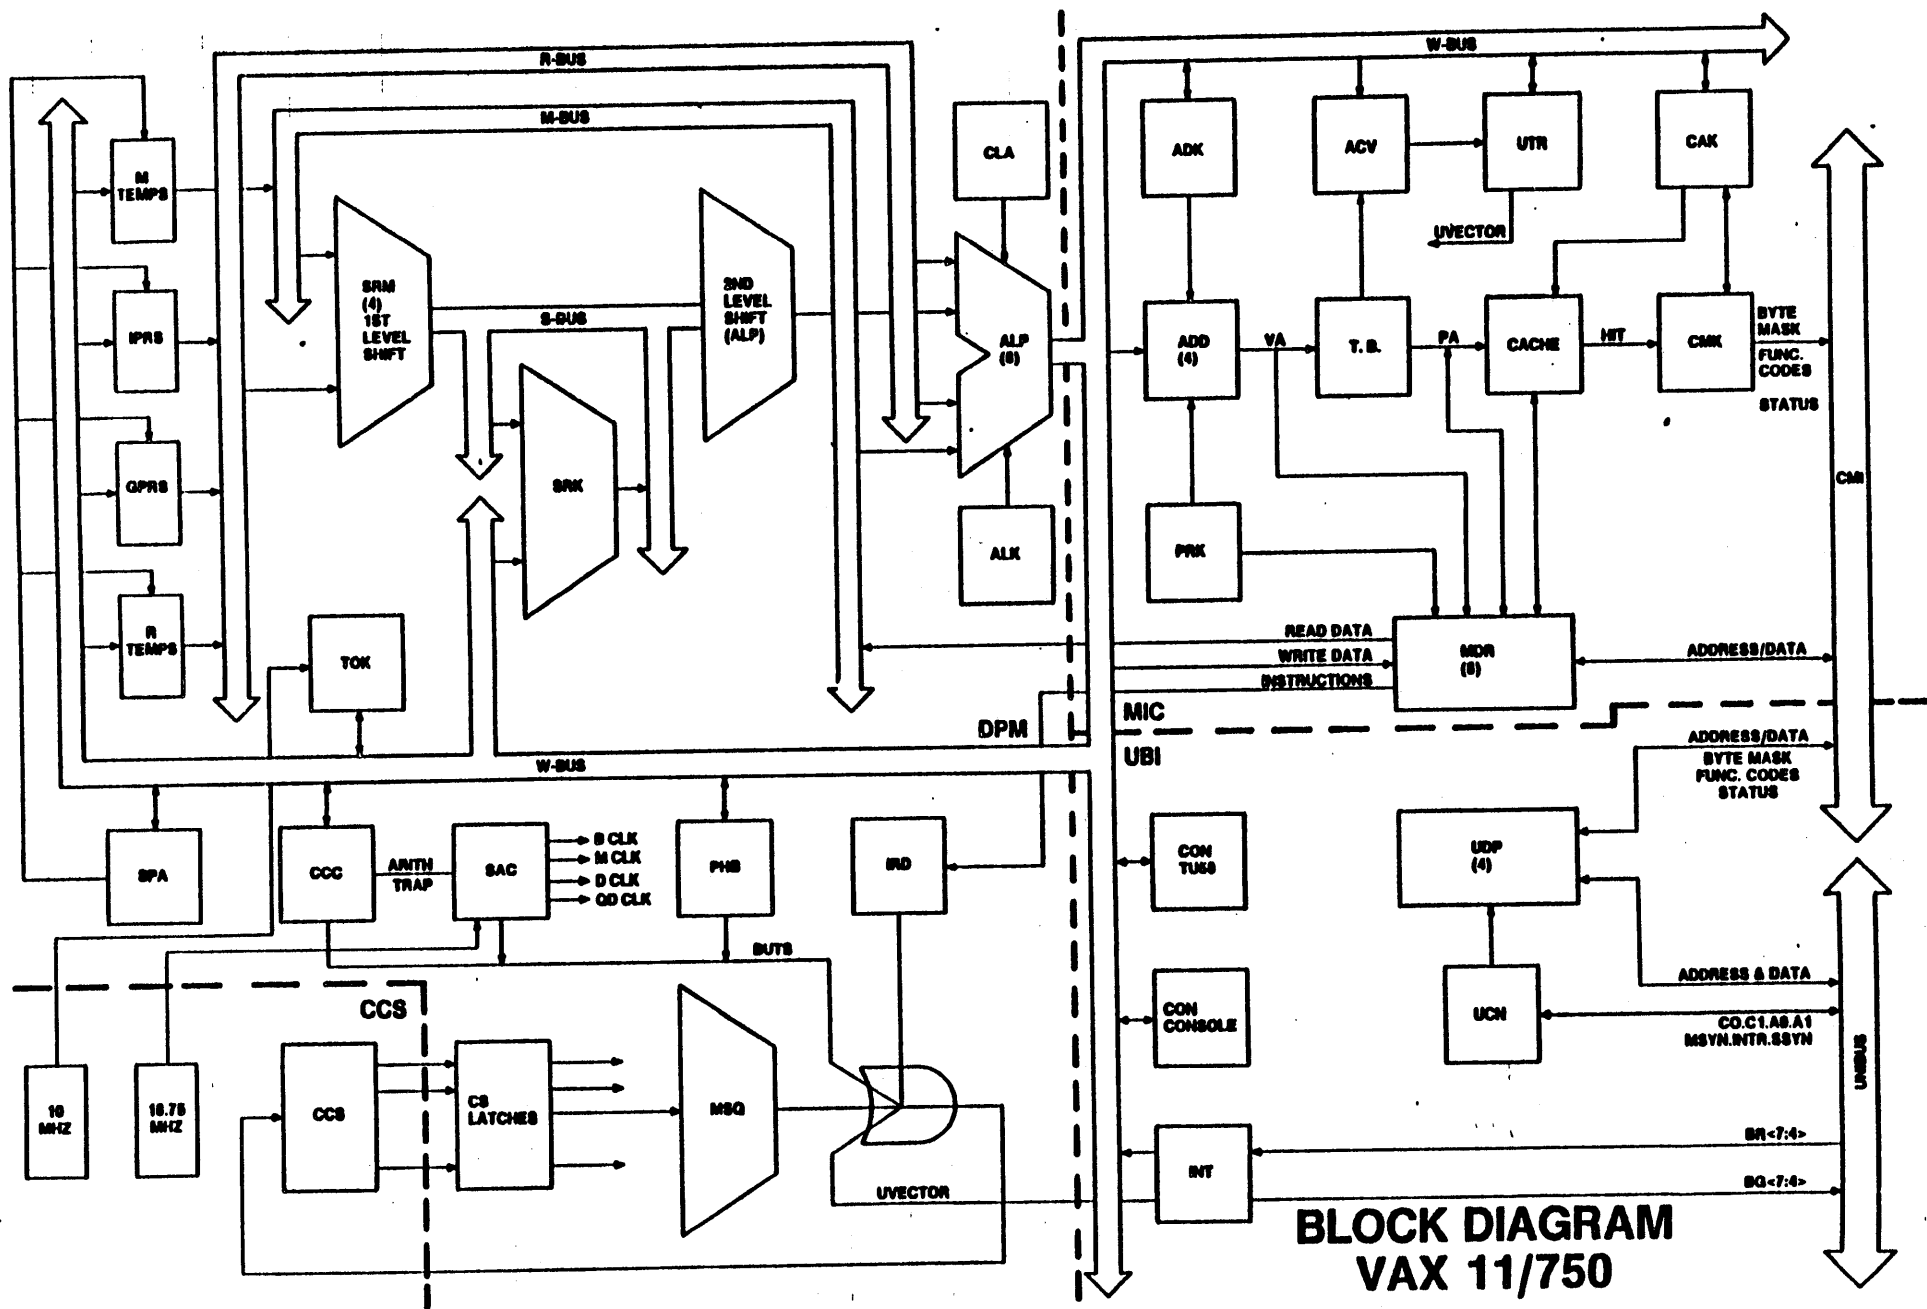 W-BUS
R-BUS
M-BUS
CLA
ADK
ACV
UTR
CAK
M
TEMPS
UVECTOR
SRM
(4)
1ST
LEVEL
SHIFT
2ND
LEVEL
SHIFT
(ALP)
S-BUS
ALP
(8)
ADD
(4)
VA
T. B.
PA
CACHE
HIT
CMK
BYTE
MASK
FUNC.
CODES
STATUS
IPRS
CMI
GPRS
SRK
ALK
PRK
R
TEMPS
TOK
READ DATA
WRITE DATA
INSTRUCTIONS
MDR
(8)
ADDRESS/DATA
DPM
MIC
UBI
W-BUS
ADDRESS/DATA
BYTE MASK
FUNC. CODES
STATUS
SPA
CCC
ARITH
TRAP
SAC
B CLK
M CLK
D CLK
QD CLK
PHB
IRD
CON
TU58
UDP
(4)
BUTS
ADDRESS & DATA
CCS
CON
CONSOLE
UCN
CO.C1.A0.A1
MSYN.INTR.SSYN
UNIBUS
10
MHZ
18.75
MHZ
CCS
CS
LATCHES
MSQ
INT
BR<7:4>
BG<7:4>
UVECTOR
BLOCK DIAGRAM
VAX 11/750